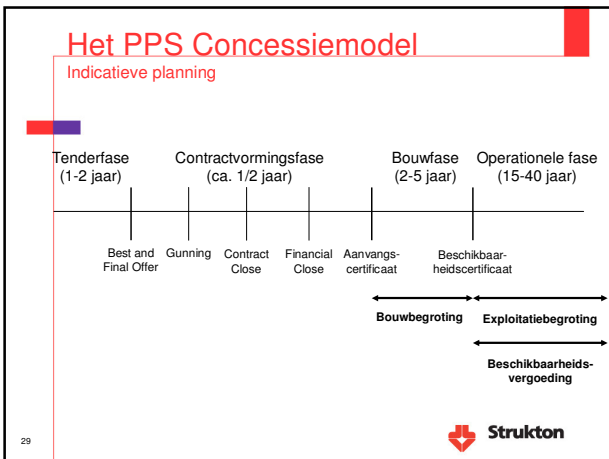 Het PPS Concessiemodel
Indicatieve planning
Tenderfase
(1-2 jaar)
Contractvormingsfase
(ca. 1/2 jaar)
Bouwfase
(2-5 jaar)
Operationele fase
(15-40 jaar)
Best and
Final Offer
Gunning
Contract
Close
Financial
Close
Aanvangs-
certificaat
Beschikbaar-
heidscertificaat
Bouwbegroting
Exploitatiebegroting
Beschikbaarheids-
vergoeding
29
Strukton